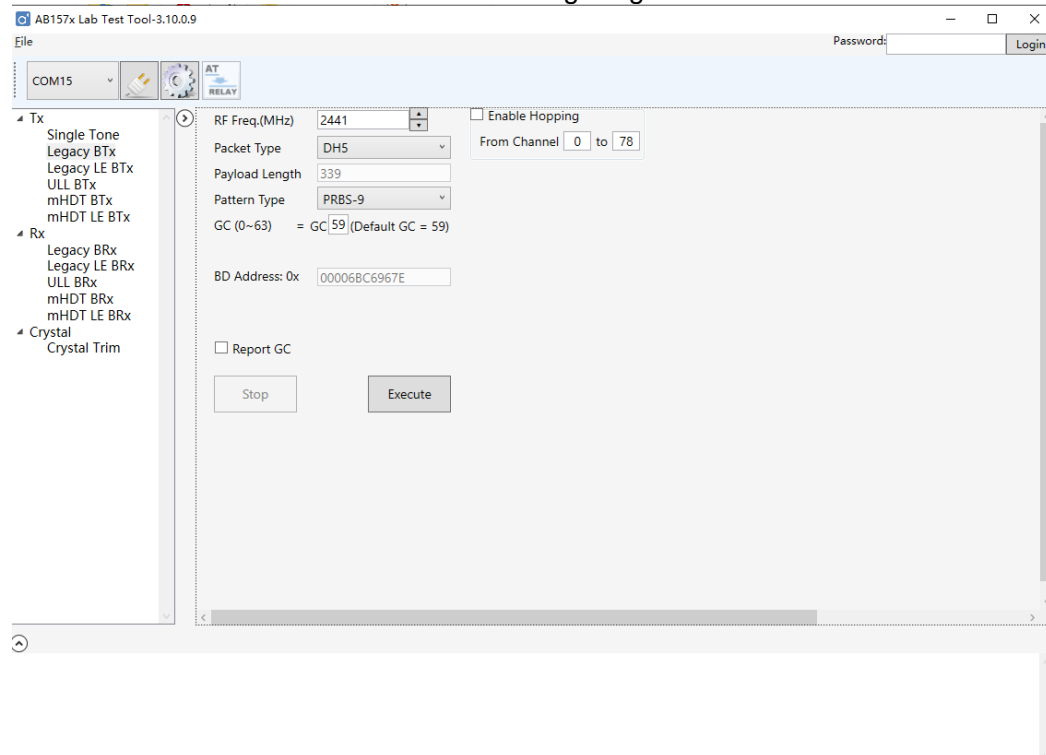 AB157x Lab Test Tool-3.10.0.9
File
Password:
Login
COM15
AT
RELAY
Tx
Single Tone
Legacy BTx
Legacy LE BTx
ULL BTx
mHDT BTx
mHDT LE BTx
Rx
Legacy BRx
Legacy LE BRx
ULL BRx
mHDT BRx
mHDT LE BRx
Crystal
Crystal Trim
RF Freq.(MHz) 2441
Packet Type DH5
Payload Length 339
Pattern Type PRBS-9
GC (0~63) = GC 59 (Default GC = 59)
BD Address: 0x 00006BC6967E
Report GC
Stop Execute
Enable Hopping
From Channel 0 to 78